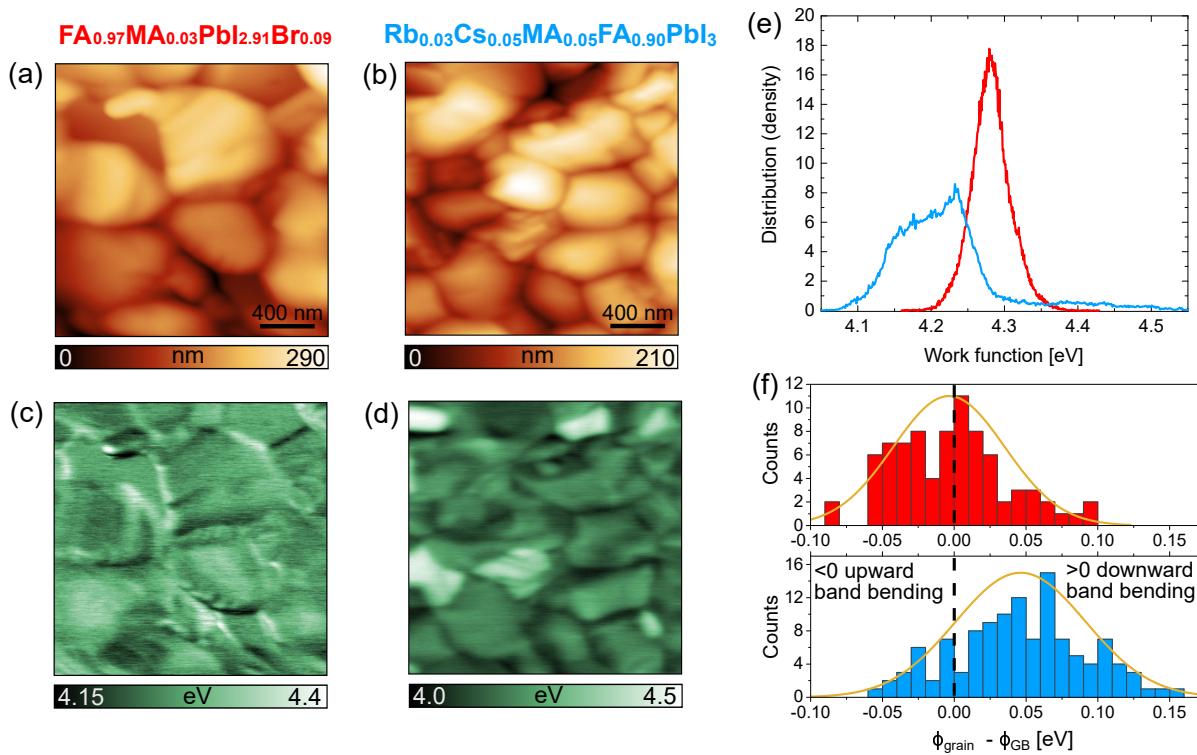 FA0.97MA0.03PbI2.91Br0.09
Rb0.03Cs0.05MA0.05FA0.90PbI3
(a)
400 nm
0 nm 290
(b)
400 nm
0 nm 210
(c)
4.15 eV 4.4
(d)
4.0 eV 4.5
(e)
Distribution (density)
20
18
16
14
12
10
8
6
4
2
0
4.1 4.2 4.3 4.4 4.5
Work function [eV]
(f)
Counts
12
10
8
6
4
2
0
-0.10 -0.05 0.00 0.05 0.10 0.15
<0 upward
band bending
>0 downward
band bending
Counts
16
12
8
4
0
-0.10 -0.05 0.00 0.05 0.10 0.15
ϕgrain - ϕGB [eV]